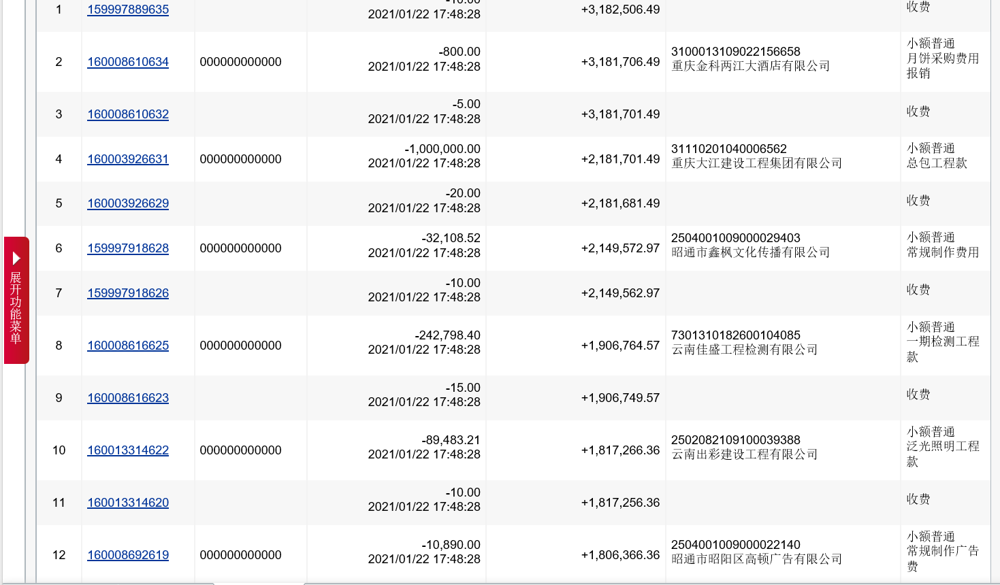 -10.00
1 159997889635 2021/01/22 17:48:28 +3,182,506.49 收费
2 160008610634 000000000000 -800.00 +3,181,706.49 3100013109022156658 小额普通
2021/01/22 17:48:28 重庆金科两江大酒店有限公司 月饼采购费用
报销
3 160008610632 -5.00 +3,181,701.49 收费
2021/01/22 17:48:28
4 160003926631 000000000000 -1,000,000.00 +2,181,701.49 31110201040006562 小额普通
2021/01/22 17:48:28 重庆大江建设工程集团有限公司 总包工程款
5 160003926629 -20.00 +2,181,681.49 收费
2021/01/22 17:48:28
6 159997918628 000000000000 -32,108.52 +2,149,572.97 2504001009000029403 小额普通
2021/01/22 17:48:28 昭通市鑫枫文化传播有限公司 常规制作费用
7 159997918626 -10.00 +2,149,562.97 收费
2021/01/22 17:48:28
8 160008616625 000000000000 -242,798.40 +1,906,764.57 7301310182600104085 小额普通
2021/01/22 17:48:28 云南佳盛工程检测有限公司 一期检测工程
款
9 160008616623 -15.00 +1,906,749.57 收费
2021/01/22 17:48:28
10 160013314622 000000000000 -89,483.21 +1,817,266.36 2502082109100039388 小额普通
2021/01/22 17:48:28 云南出彩建设工程有限公司 泛光照明工程
款
11 160013314620 -10.00 +1,817,256.36 收费
2021/01/22 17:48:28
12 160008692619 000000000000 -10,890.00 +1,806,366.36 2504001009000022140 小额普通
2021/01/22 17:48:28 昭通市昭阳区高顿广告有限公司 常规制作广告
费
展开功能菜单